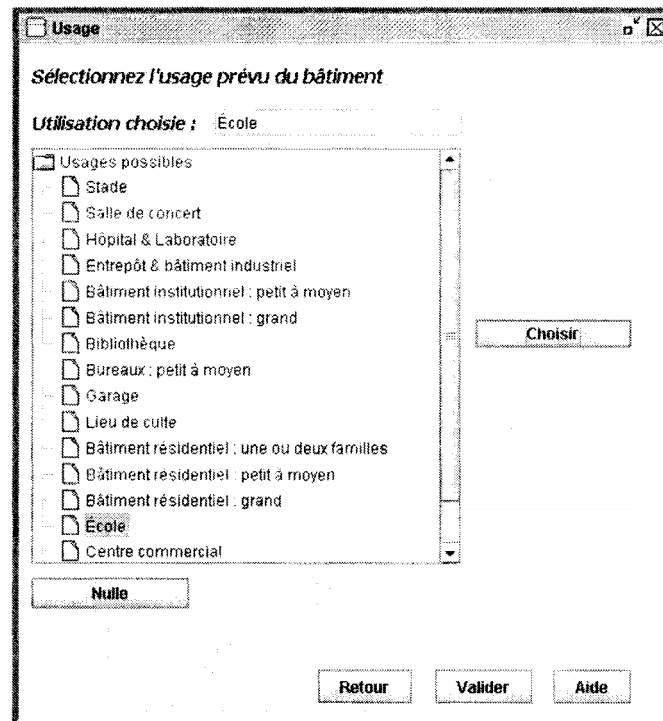 Usage
Sélectionnez l'usage prévu du bâtiment
Utilisation choisie : École
Usages possibles
Stade
Salle de concert
Hôpital & Laboratoire
Entrepôt & bâtiment industriel
Bâtiment institutionnel : petit à moyen
Bâtiment institutionnel : grand
Bibliothèque
Bureaux : petit à moyen
Garage
Lieu de culte
Bâtiment résidentiel : une ou deux familles
Bâtiment résidentiel : petit à moyen
Bâtiment résidentiel : grand
École
Centre commercial
Choisir
Nulle
Retour Valider Aide